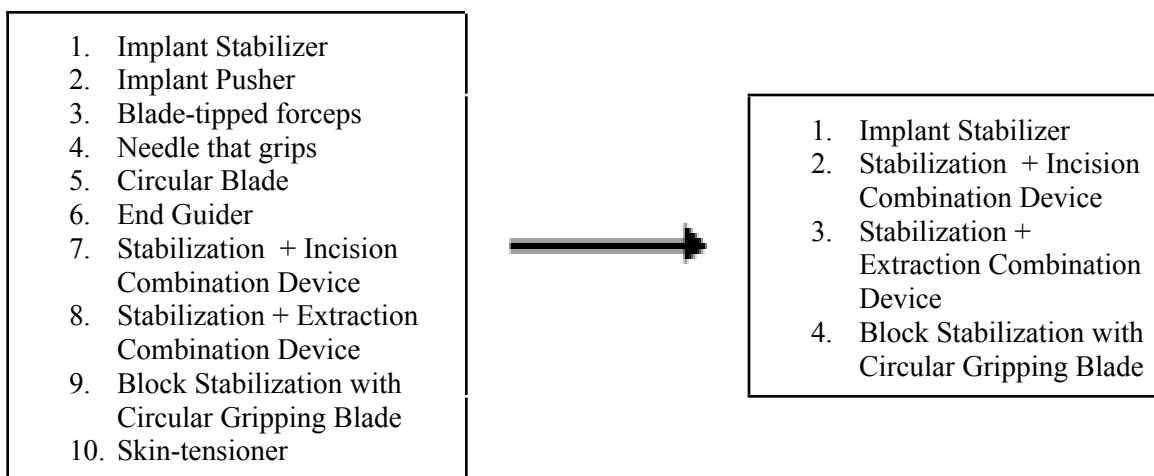 1. Implant Stabilizer
2. Implant Pusher
3. Blade-tipped forceps
4. Needle that grips
5. Circular Blade
6. End Guider
7. Stabilization + Incision
Combination Device
8. Stabilization + Extraction
Combination Device
9. Block Stabilization with
Circular Gripping Blade
10. Skin-tensioner
1. Implant Stabilizer
2. Stabilization + Incision
Combination Device
3. Stabilization +
Extraction Combination
Device
4. Block Stabilization with
Circular Gripping Blade